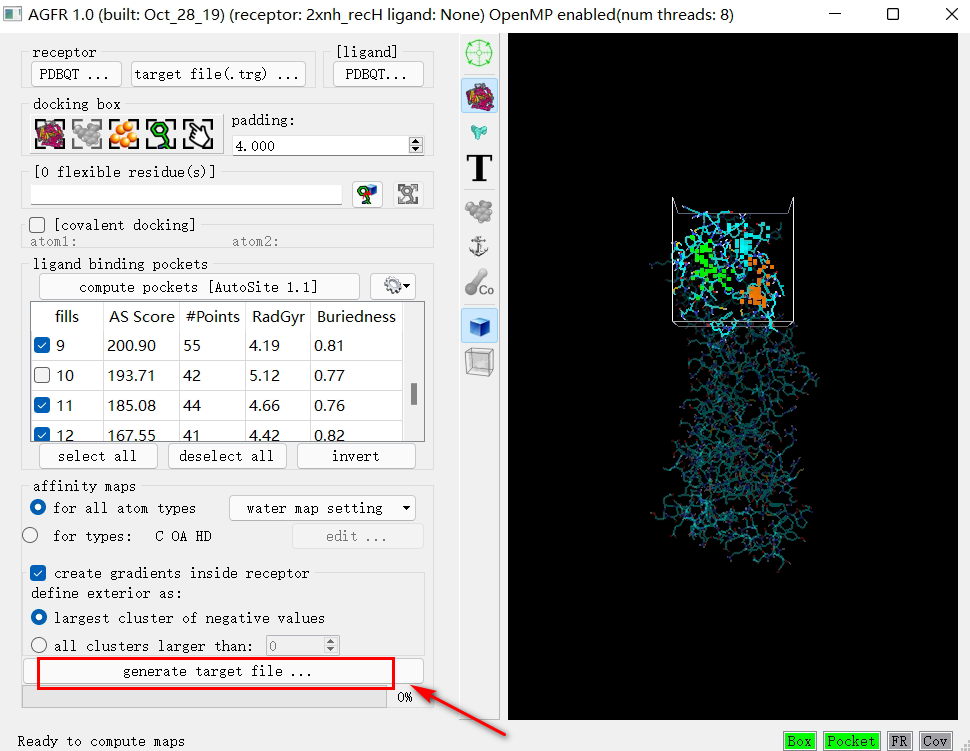 AGFR 1.0 (built: Oct_28_19) (receptor: 2xnh_recH ligand: None) OpenMP enabled(num threads: 8)
receptor [ligand]
PDBQT ... target file(.trg) ... PDBQT...
docking box
padding:
4.000
[0 flexible residue(s)]
[covalent docking]
atom1: atom2:
ligand binding pockets
compute pockets [AutoSite 1.1]
fills AS Score #Points RadGyr Buriedness
9 200.90 55 4.19 0.81
10 193.71 42 5.12 0.77
11 185.08 44 4.66 0.76
12 167.55 41 4.42 0.82
select all deselect all invert
affinity maps
for all atom types water map setting
for types: C OA HD edit ...
create gradients inside receptor
define exterior as:
largest cluster of negative values
all clusters larger than: 0
generate target file ...
0%
T
Co
Ready to compute maps Box Pocket FR Cov